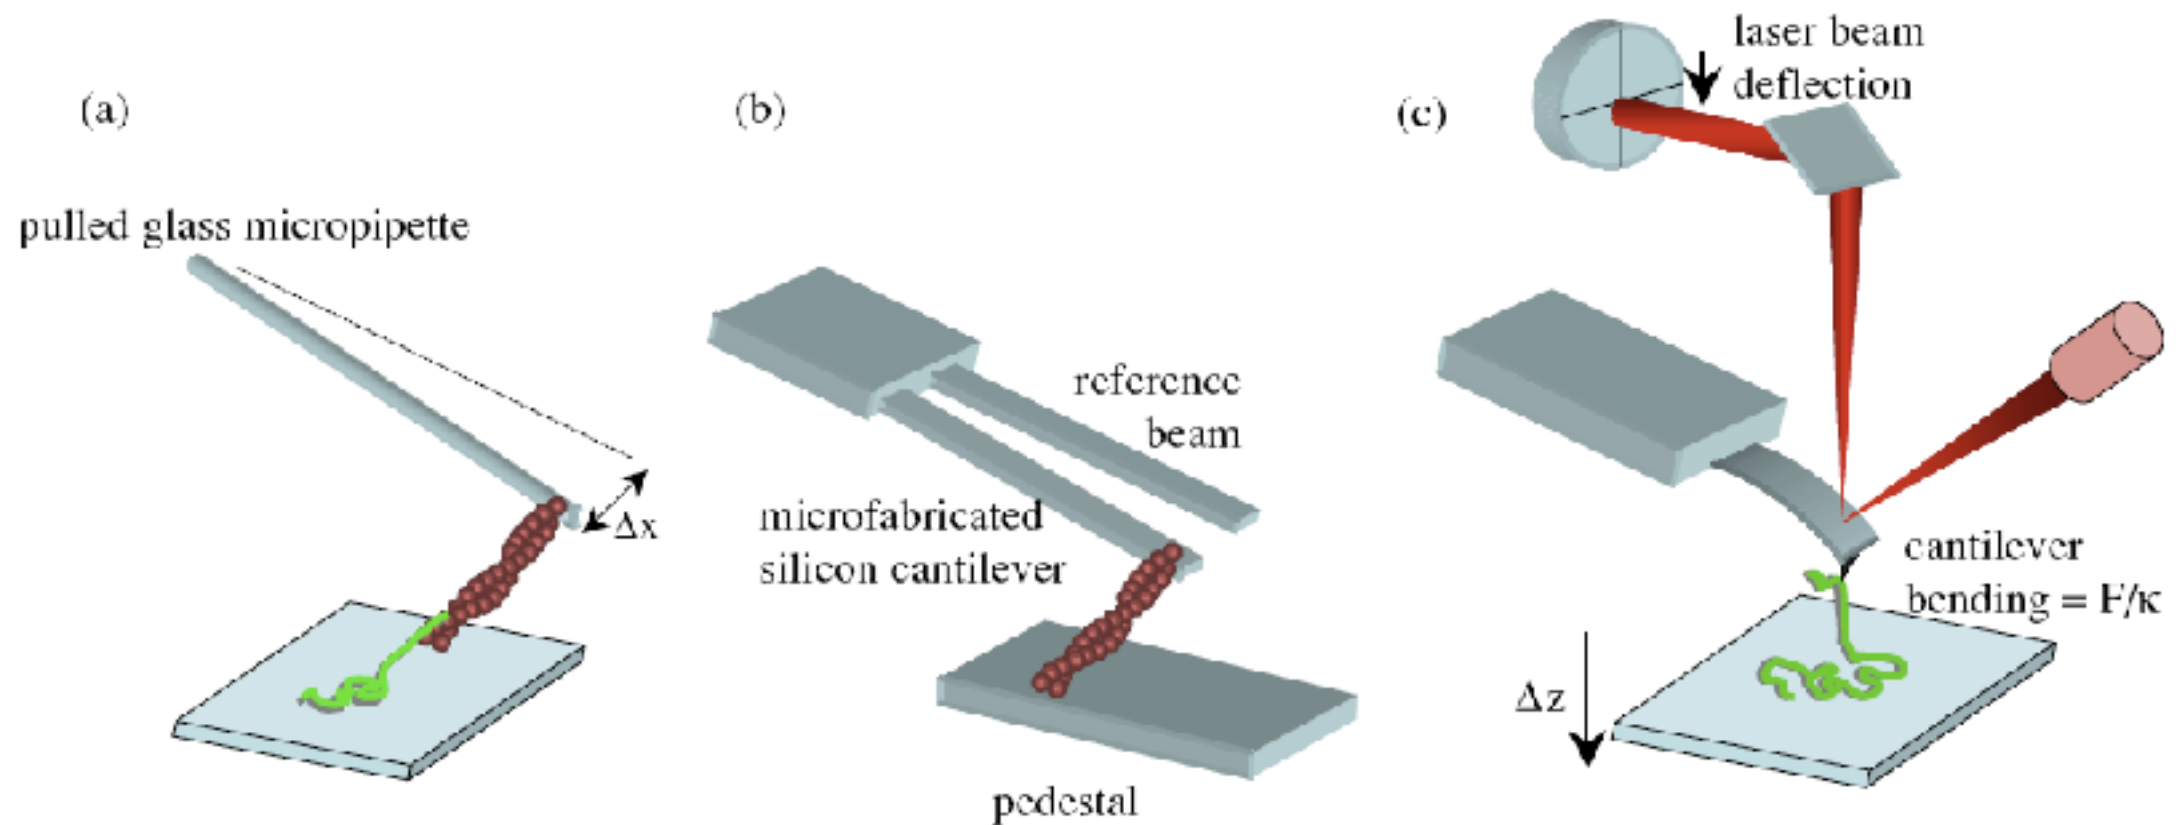 (a)
pulled glass micropipette
Δx
(b)
reference
beam
microfabricated
silicon cantilever
pedestal
(c)
laser beam
deflection
cantilever
bending = F/κ
Δz